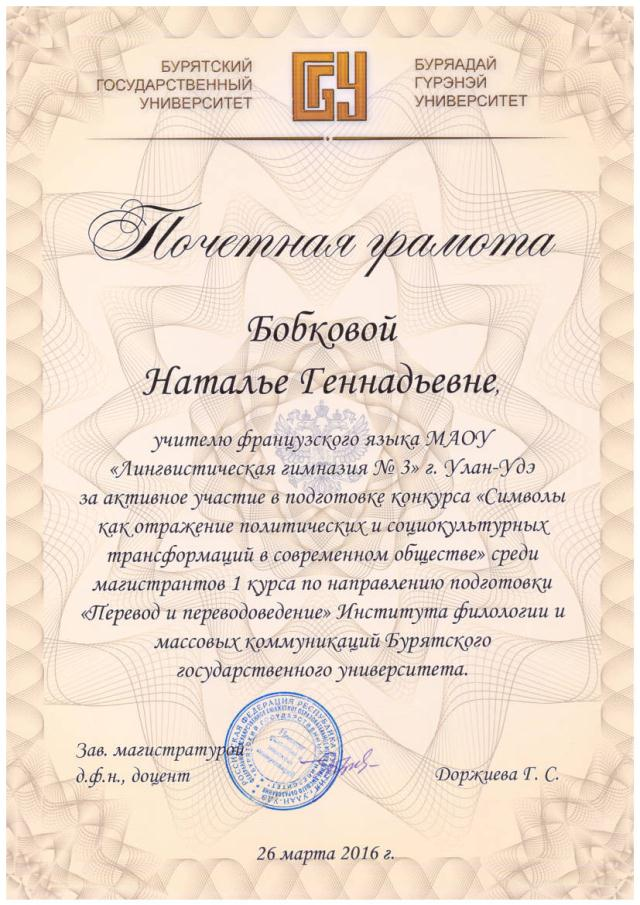 БУРЯТСКИЙ
ГОСУДАРСТВЕННЫЙ
УНИВЕРСИТЕТ
БГУ
БУРЯАДАЙ
ГҮРЭНЭЙ
УНИВЕРСИТЕТ
Почетная грамота
Бобковой
Наталье Геннадьевне,
учителю французского языка МАОУ
«Лингвистическая гимназия № 3» г. Улан-Удэ
за активное участие в подготовке конкурса «Символы
как отражение политических и социокультурных
трансформаций в современном обществе» среди
магистрантов 1 курса по направлению подготовки
«Перевод и переводоведение» Института филологии и
массовых коммуникаций Бурятского
государственного университета.
Зав. магистратурой
д.ф.н., доцент
Доржиева Г. С.
26 марта 2016 г.